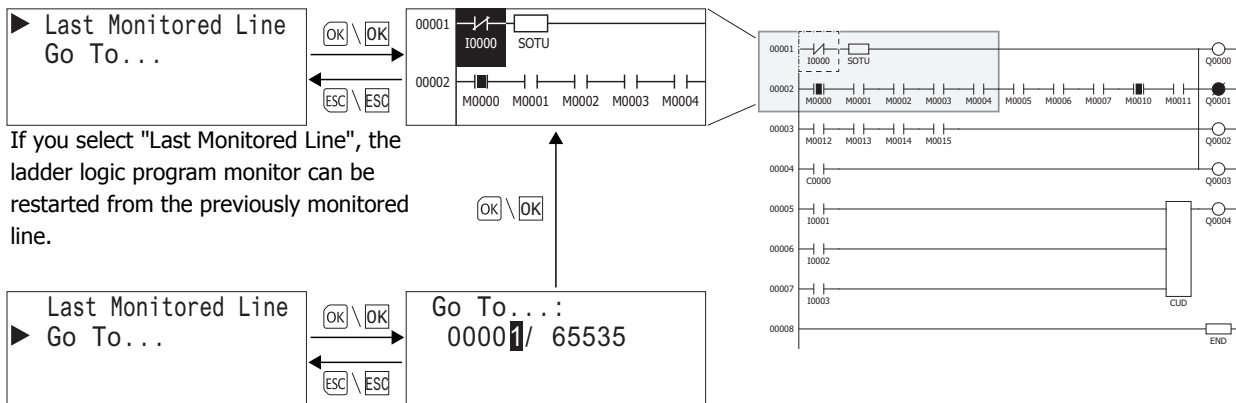 Last Monitored Line
Go To...
OK \ OK
ESC \ ESC
00001
I0000 SOTU
00002
M0000 M0001 M0002 M0003 M0004
If you select "Last Monitored Line", the
ladder logic program monitor can be
restarted from the previously monitored
line.
OK \ OK
Last Monitored Line
Go To...
OK \ OK
ESC \ ESC
Go To...:
00001/ 65535
00001
I0000 SOTU Q0000
00002
M0000 M0001 M0002 M0003 M0004 M0005 M0006 M0007 M0010 M0011 Q0001
00003
M0012 M0013 M0014 M0015 Q0002
00004
C0000 Q0003
00005
I0001 Q0004
00006
I0002
00007
I0003 CUD
00008
END